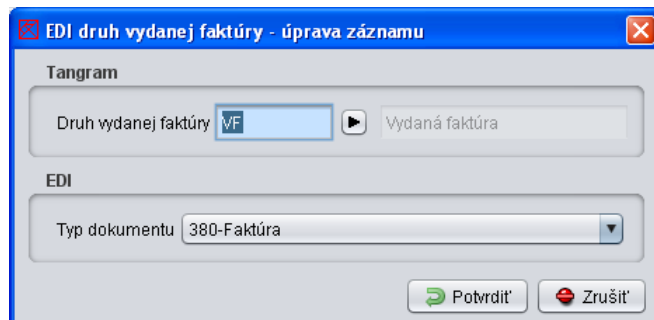 EDI druh vydanej faktúry - úprava záznamu
Tangram
Druh vydanej faktúry VF Vydaná faktúra
EDI
Typ dokumentu 380-Faktúra
Potvrdiť Zrušiť